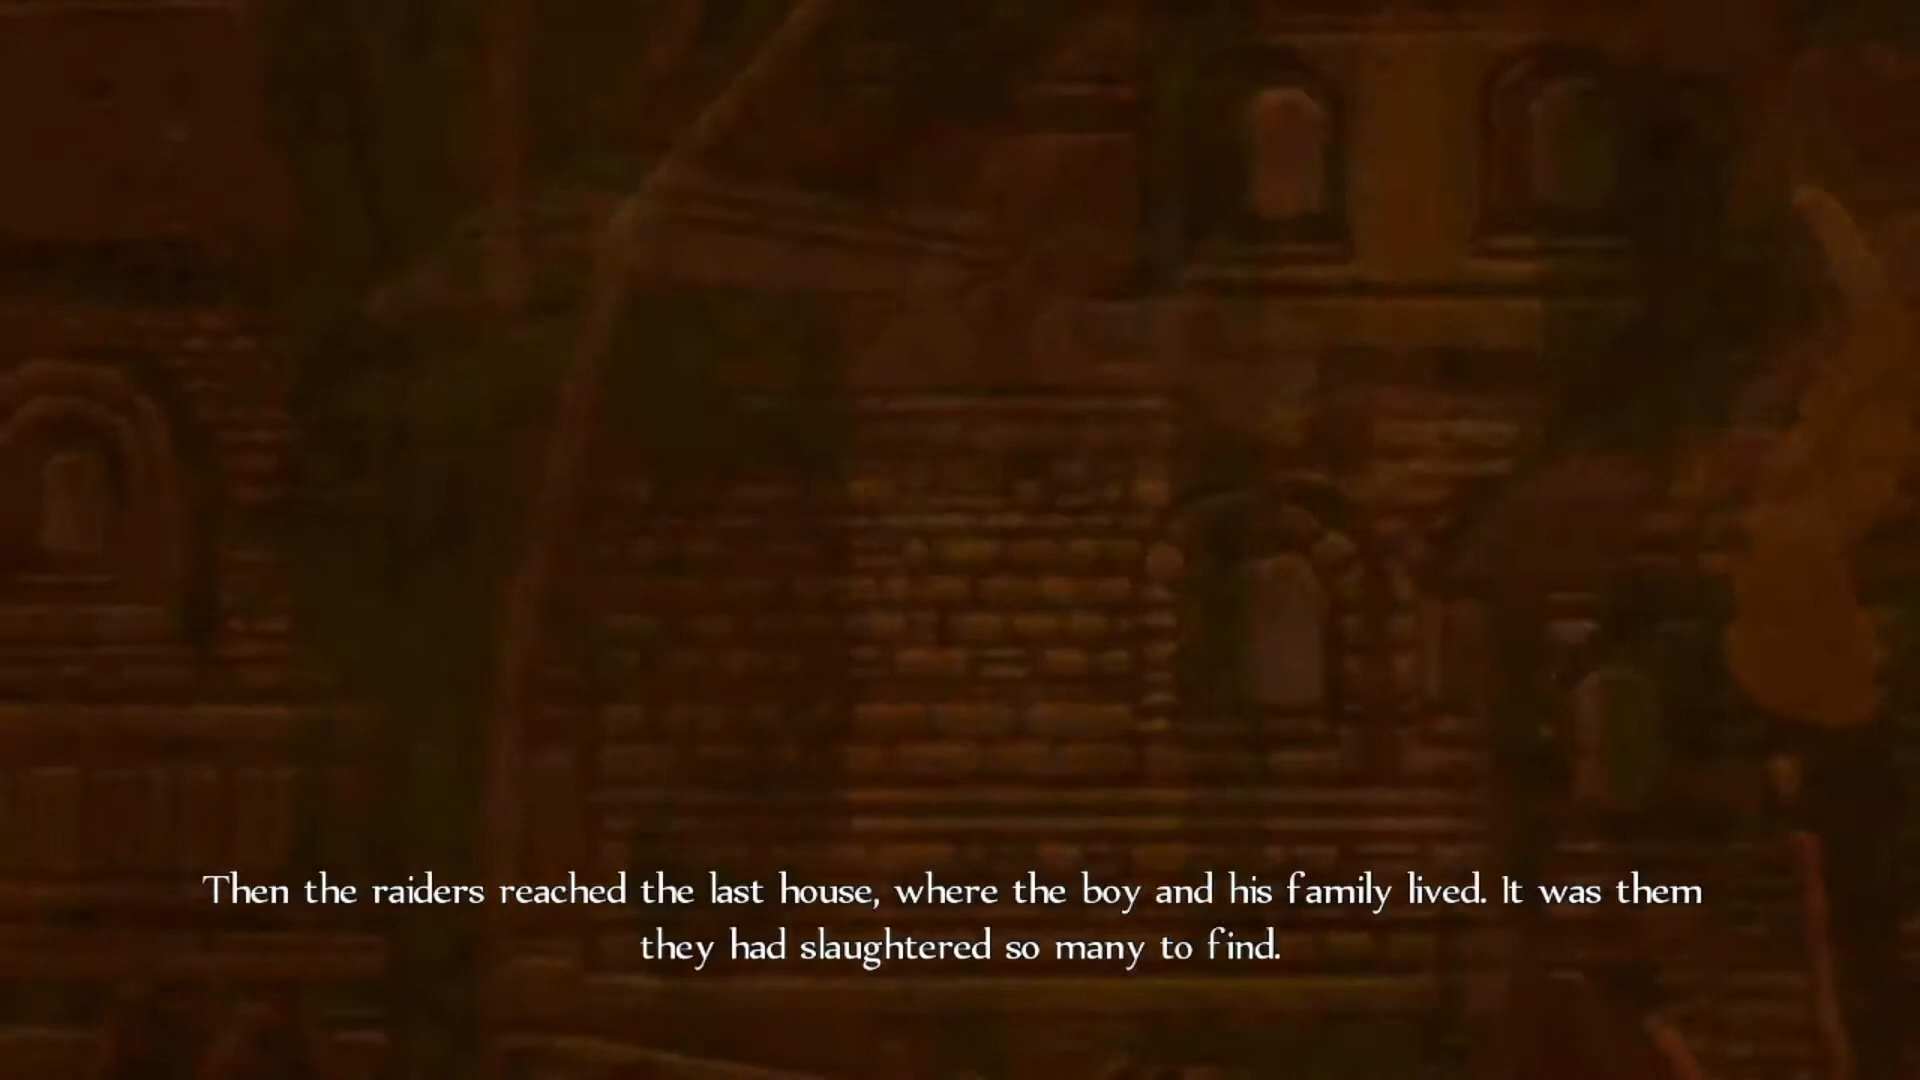 Then the raiders reached the last house, where the boy and his family lived. It was them
they had slaughtered so many to find.